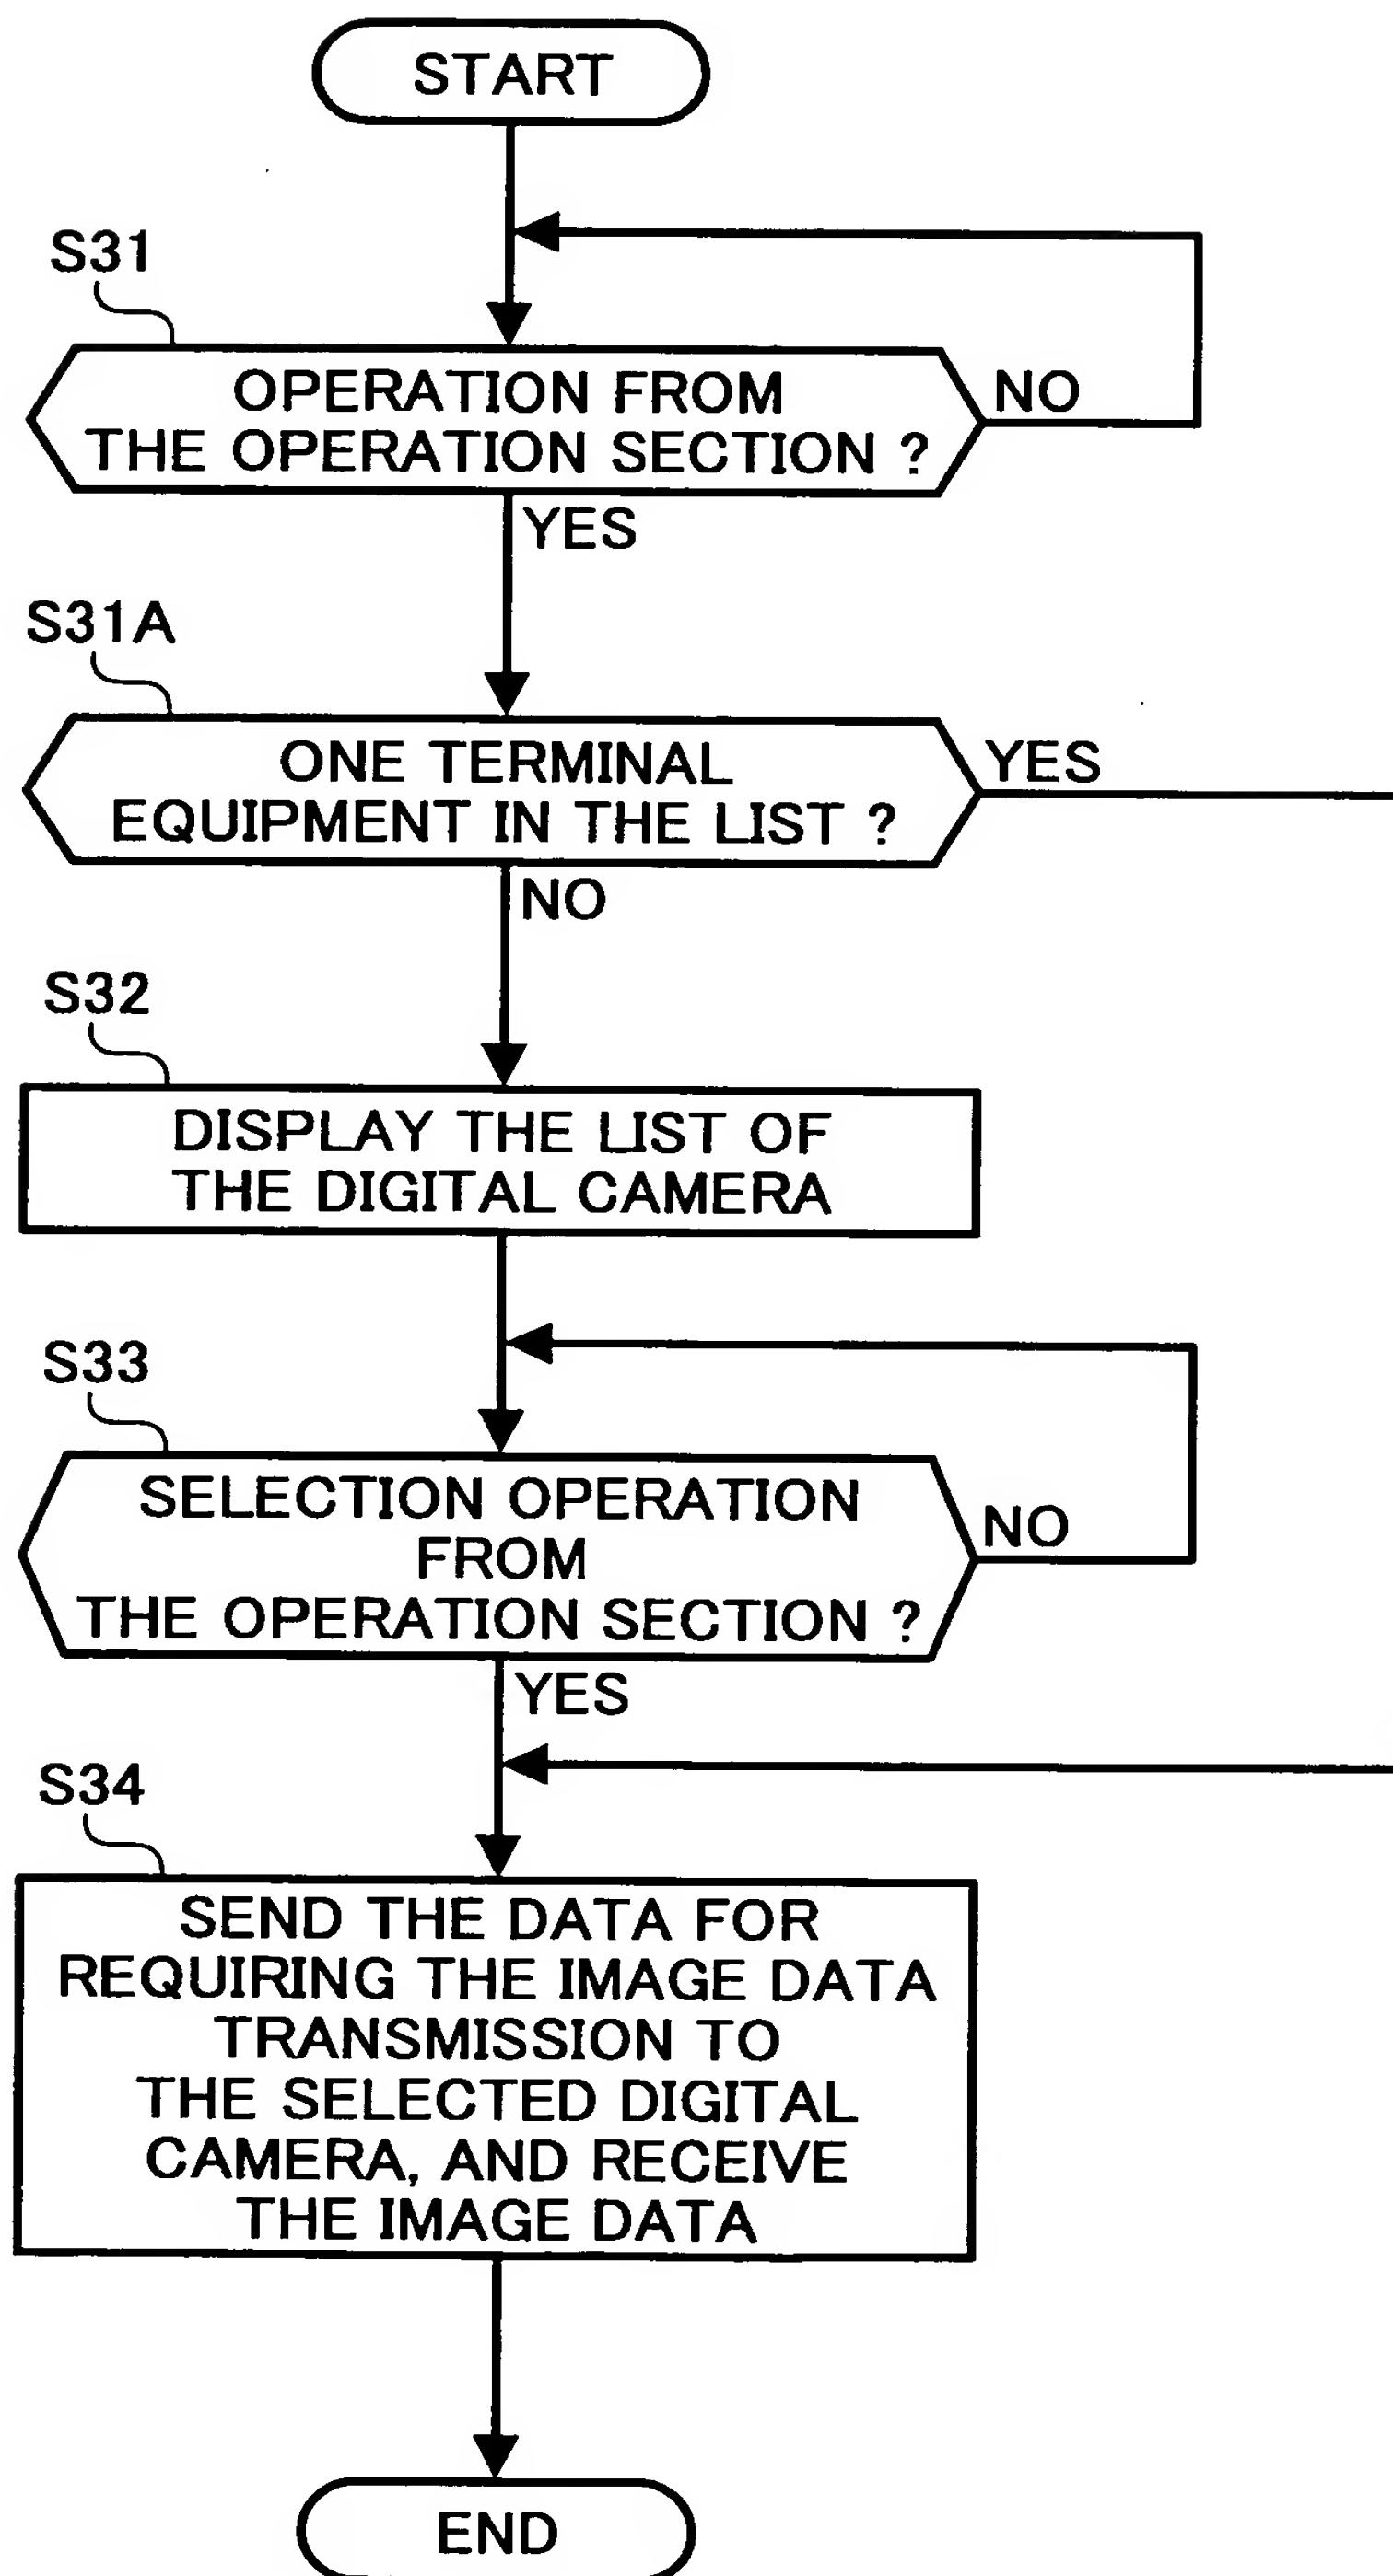 START
S31
OPERATION FROM
THE OPERATION SECTION ?
NO
YES
S31A
ONE TERMINAL
EQUIPMENT IN THE LIST ?
YES
NO
S32
DISPLAY THE LIST OF
THE DIGITAL CAMERA
S33
SELECTION OPERATION
FROM
THE OPERATION SECTION ?
NO
YES
S34
SEND THE DATA FOR
REQUIRING THE IMAGE DATA
TRANSMISSION TO
THE SELECTED DIGITAL
CAMERA, AND RECEIVE
THE IMAGE DATA
END